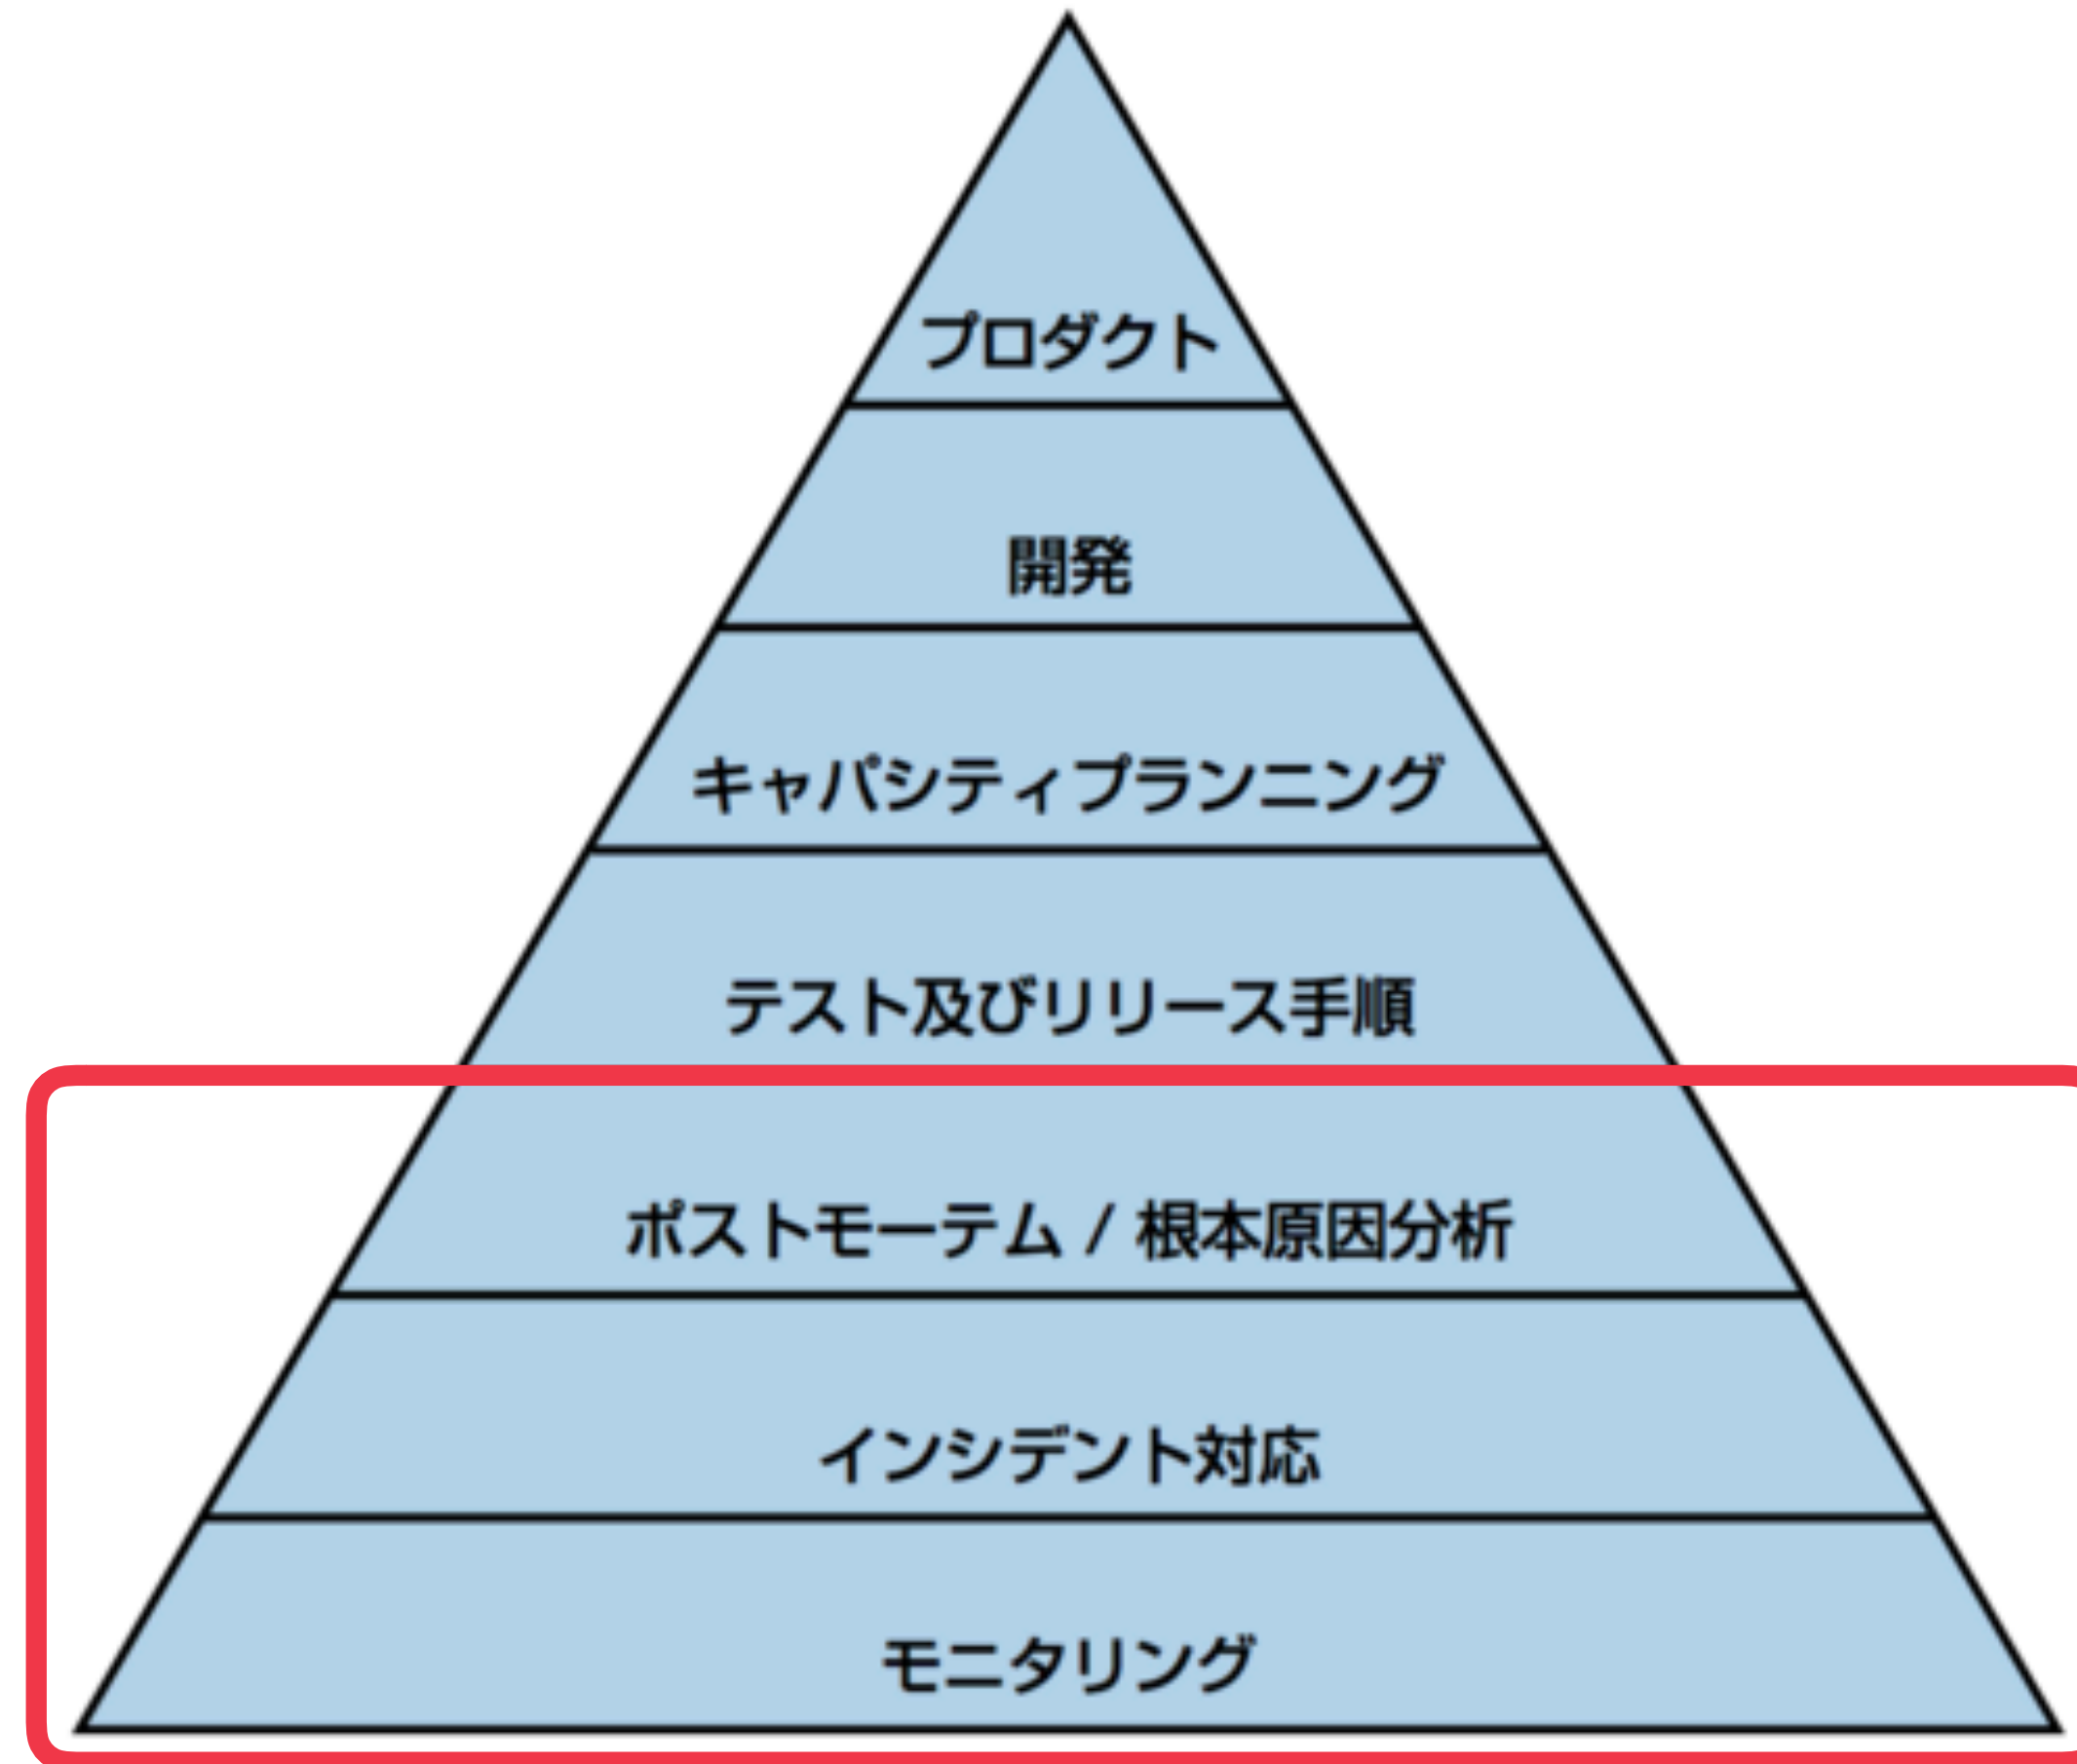 プロダクト
開発
キャパシティプランニング
テスト及びリリース手順
ポストモーテム / 根本原因分析
インシデント対応
モニタリング